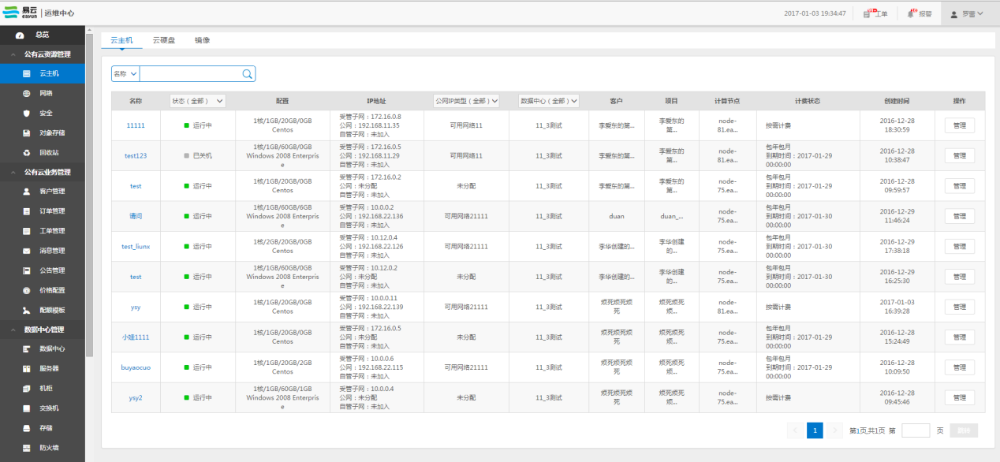 易云 eayun 运维中心
2017-01-03 19:34:47
工单
报警
罗蕾
总览
公有云资源管理
云主机
网络
安全
对象存储
回收站
公有云业务管理
客户管理
订单管理
工单管理
消息管理
公告管理
价格配置
配额模板
数据中心管理
数据中心
服务器
机柜
交换机
存储
防火墙
云主机 云硬盘 镜像
名称
名称 状态（全部） 配置 IP地址 公网IP类型（全部） 数据中心（全部） 客户 项目 计算节点 计费状态 创建时间 操作
11111 运行中 1核/1GB/20GB/0GB Centos 受管子网：172.16.0.8 公网：192.168.11.35 自管子网：未加入 可用网络11 11_3测试 李爱东的第... 李爱东的第... node-81.ea... 按需计费 2016-12-28 18:30:59 管理
test123 已关机 1核/1GB/60GB/0GB Windows 2008 Enterprise 受管子网：172.16.0.5 公网：192.168.11.29 自管子网：未加入 可用网络11 11_3测试 李爱东的第... 李爱东的第... node-81.ea... 包年包月 到期时间：2017-01-29 00:00:00 2016-12-28 10:38:47 管理
test 运行中 1核/1GB/20GB/0GB Centos 受管子网：172.16.0.2 公网：未分配 自管子网：未加入 未分配 11_3测试 李爱东的第... 李爱东的第... node-75.ea... 包年包月 到期时间：2017-01-29 00:00:00 2016-12-28 09:59:57 管理
请问 运行中 1核/1GB/60GB/6GB Windows 2008 Enterprise 受管子网：10.0.0.2 公网：192.168.22.136 自管子网：未加入 可用网络21111 11_3测试 duan duan_... node-75.ea... 包年包月 到期时间：2017-01-30 00:00:00 2016-12-29 11:46:24 管理
test_liunx 运行中 1核/2GB/20GB/0GB Centos 受管子网：10.12.0.4 公网：192.168.22.126 自管子网：未加入 可用网络21111 11_3测试 李华创建的... 李华创建的... node-75.ea... 包年包月 到期时间：2017-01-30 00:00:00 2016-12-29 17:38:18 管理
test 运行中 1核/1GB/60GB/0GB Windows 2008 Enterprise 受管子网：10.12.0.2 公网：未分配 自管子网：未加入 未分配 11_3测试 李华创建的... 李华创建的... node-75.ea... 包年包月 到期时间：2017-01-30 00:00:00 2016-12-29 16:25:30 管理
ysy 运行中 1核/1GB/20GB/0GB Centos 受管子网：10.0.0.11 公网：192.168.22.139 自管子网：未加入 可用网络21111 11_3测试 烦死烦死烦死 烦死烦死烦... node-81.ea... 按需计费 2017-01-03 16:39:28 管理
1111 运行中 1核/1GB/20GB/0GB Centos 受管子网：172.16.0.5 公网：未分配 自管子网：未加入 未分配 11_3测试 烦死烦死烦死 烦死烦死烦... node-75.ea... 包年包月 到期时间：2017-01-29 00:00:00 2016-12-28 15:24:49 管理
buyaocuo 运行中 1核/1GB/20GB/2GB Centos 受管子网：10.0.0.6 公网：192.168.22.115 自管子网：未加入 可用网络21111 11_3测试 烦死烦死烦死 烦死烦死烦... node-75.ea... 包年包月 到期时间：2017-01-29 00:00:00 2016-12-28 10:09:50 管理
ysy2 运行中 1核/1GB/60GB/1GB Windows 2008 Enterprise 受管子网：10.0.0.4 公网：未分配 自管子网：未加入 未分配 11_3测试 烦死烦死烦死 烦死烦死烦... node-75.ea... 按需计费 2016-12-28 09:45:46 管理
1 第1页,共1页 第 页 跳转